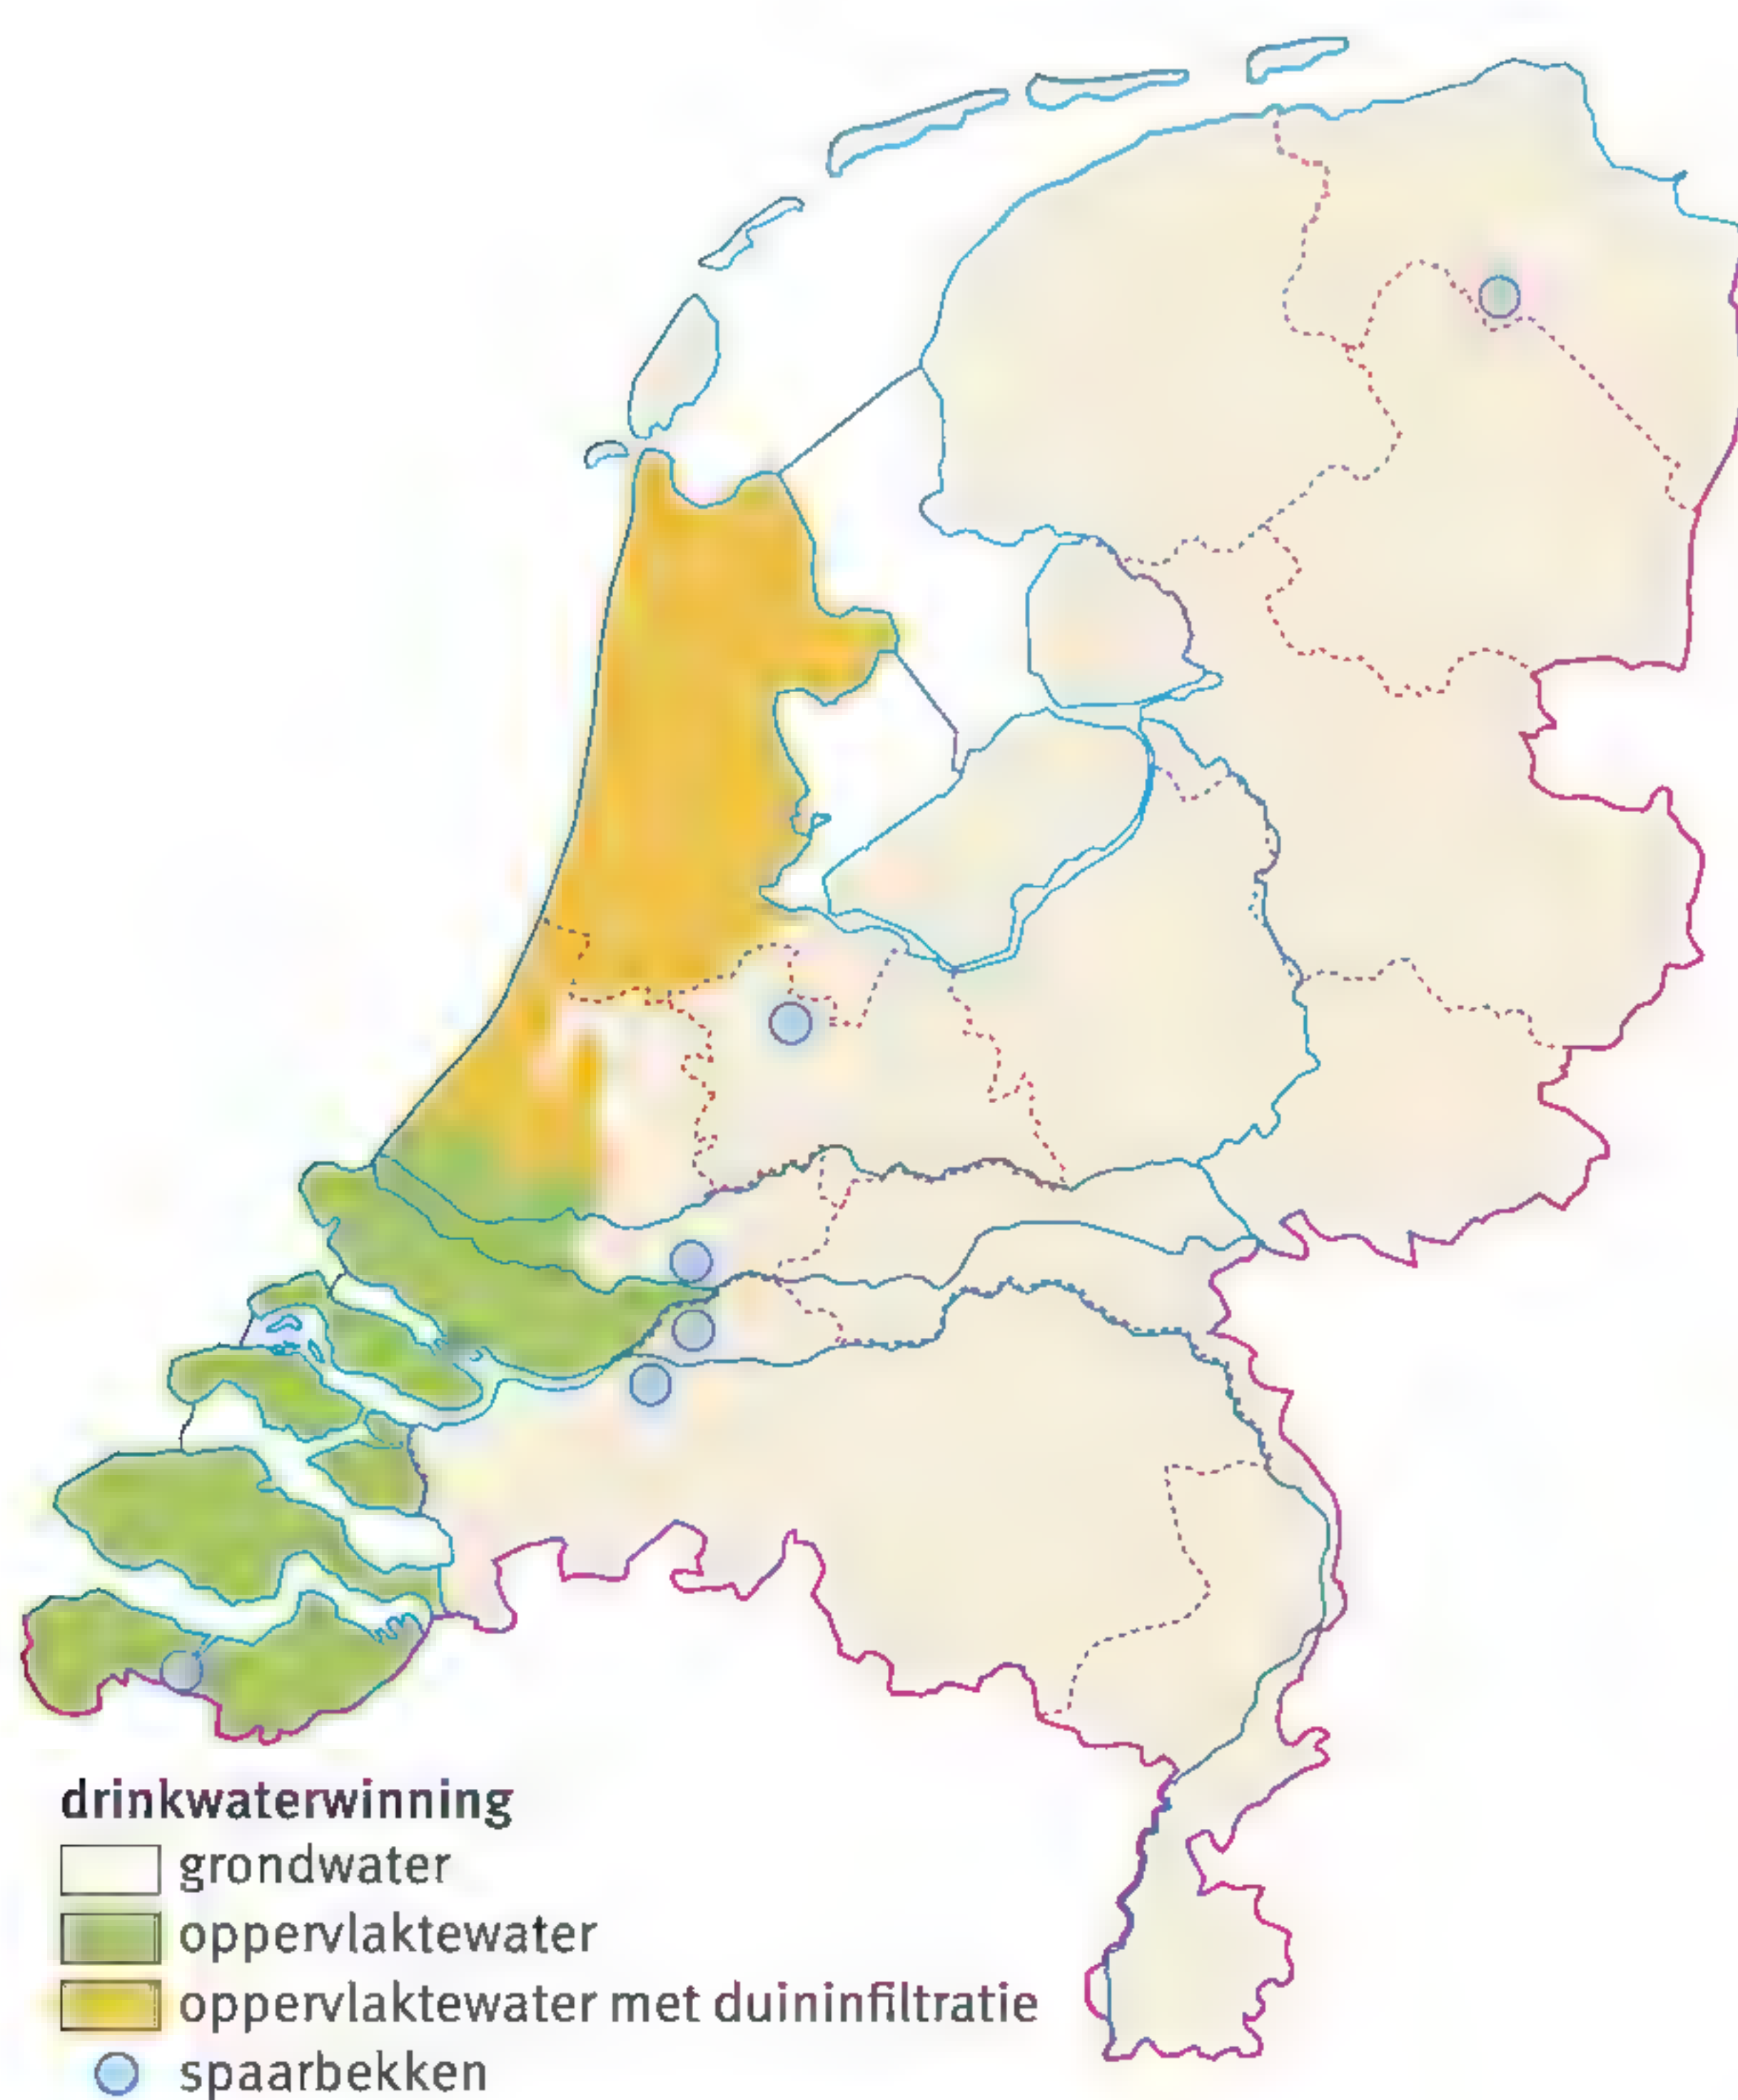 drinkwaterwinning
grondwater
oppervlaktewater
oppervlaktewater met duininfiltratie
spaarbekken